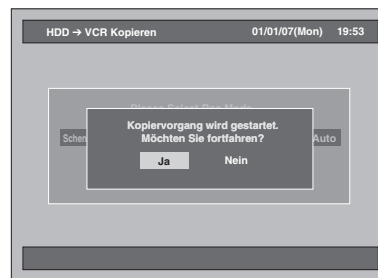 HDD → VCR Kopieren 01/01/07(Mon) 19:53
Please Select Rec Mode
Kopiervorgang wird gestartet.
Schen Möchten Sie fortfahren? Auto
Ja Nein